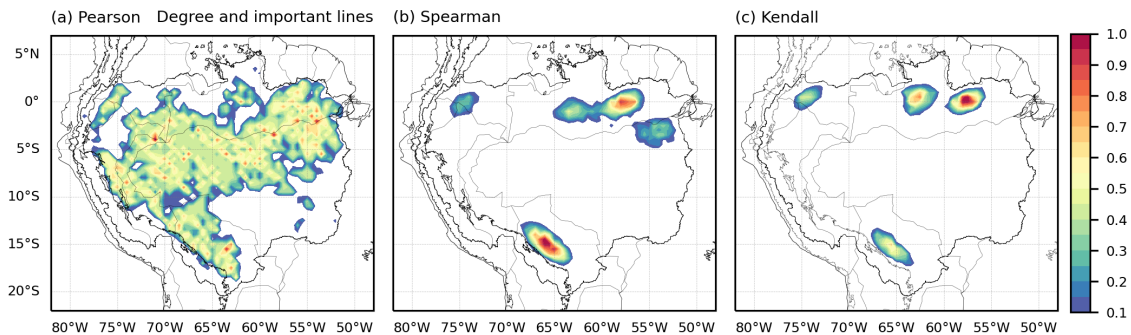 (a) Pearson Degree and important lines (b) Spearman (c) Kendall
5°N
0°
5°S
10°S
15°S
20°S
80°W 75°W 70°W 65°W 60°W 55°W 50°W 80°W 75°W 70°W 65°W 60°W 55°W 50°W 80°W 75°W 70°W 65°W 60°W 55°W 50°W
1.0
0.9
0.8
0.7
0.6
0.5
0.4
0.3
0.2
0.1